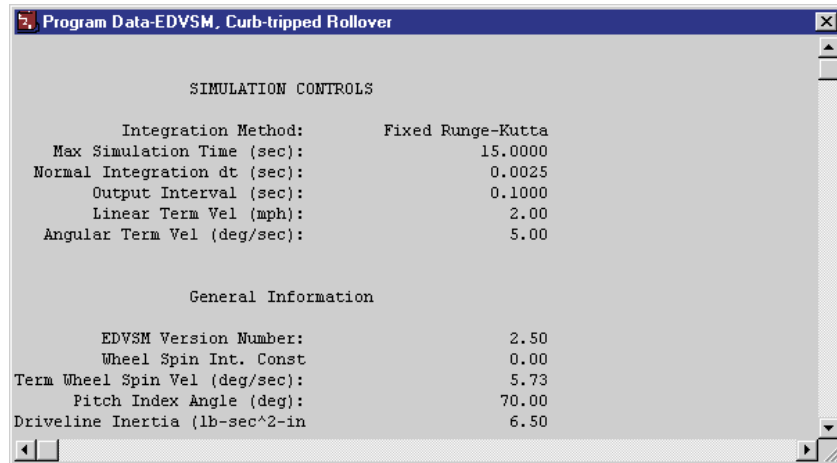 Program Data-EDVSM, Curb-tripped Rollover
SIMULATION CONTROLS
Integration Method: Fixed Runge-Kutta
Max Simulation Time (sec): 15.0000
Normal Integration dt (sec): 0.0025
Output Interval (sec): 0.1000
Linear Term Vel (mph): 2.00
Angular Term Vel (deg/sec): 5.00
General Information
EDVSM Version Number: 2.50
Wheel Spin Int. Const 0.00
Term Wheel Spin Vel (deg/sec): 5.73
Pitch Index Angle (deg): 70.00
Driveline Inertia (lb-sec^2-in 6.50